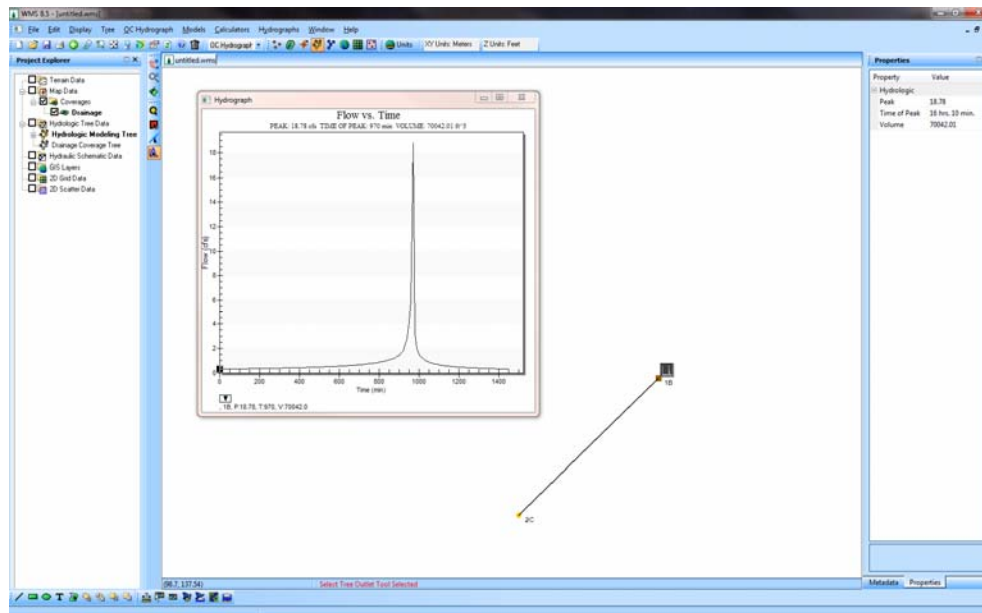 WMS 8.5 - [untitled.wms]
File Edit Display Tree OC Hydrograph Models Calculators Hydrographs Window Help
OC Hydrograph Units XY Units: Meters Z Units: Feet
Project Explorer
Terrain Data
Map Data
Coverages
Drainage
Hydrologic Tree Data
Hydrologic Modeling Tree
Drainage Coverage Tree
Hydraulic Schematic Data
GIS Layers
2D Grid Data
2D Scatter Data
untitled.wms
Hydrograph
Flow vs. Time
PEAK: 18.78 cfs TIME OF PEAK: 970 min VOLUME: 70042.01 ft^3
18
16
14
12
10
8
6
4
2
Flow (cfs)
0 200 400 600 800 1000 1200 1400
Time (min)
, 1B, P:18.78, T:970, V:70042.0
1B
2C
Properties
Property Value
Hydrologic
Peak 18.78
Time of Peak 16 hrs, 10 min.
Volume 70042.01
(98.7, 137.54) Select Tree Outlet Tool Selected
Metadata Properties